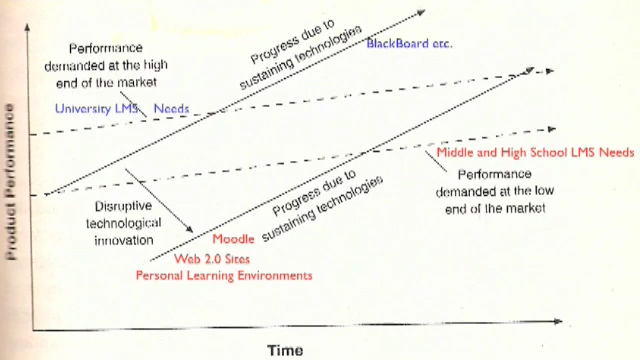 Performance
demanded at the high
end of the market
University LMS Needs
Progress due to
sustaining technologies
BlackBoard etc.
Middle and High School LMS Needs
Performance
demanded at the low
end of the market
Disruptive
technological
innovation
Progress due to
sustaining technologies
Moodle
Web 2.0 Sites
Personal Learning Environments
Product Performance
Time